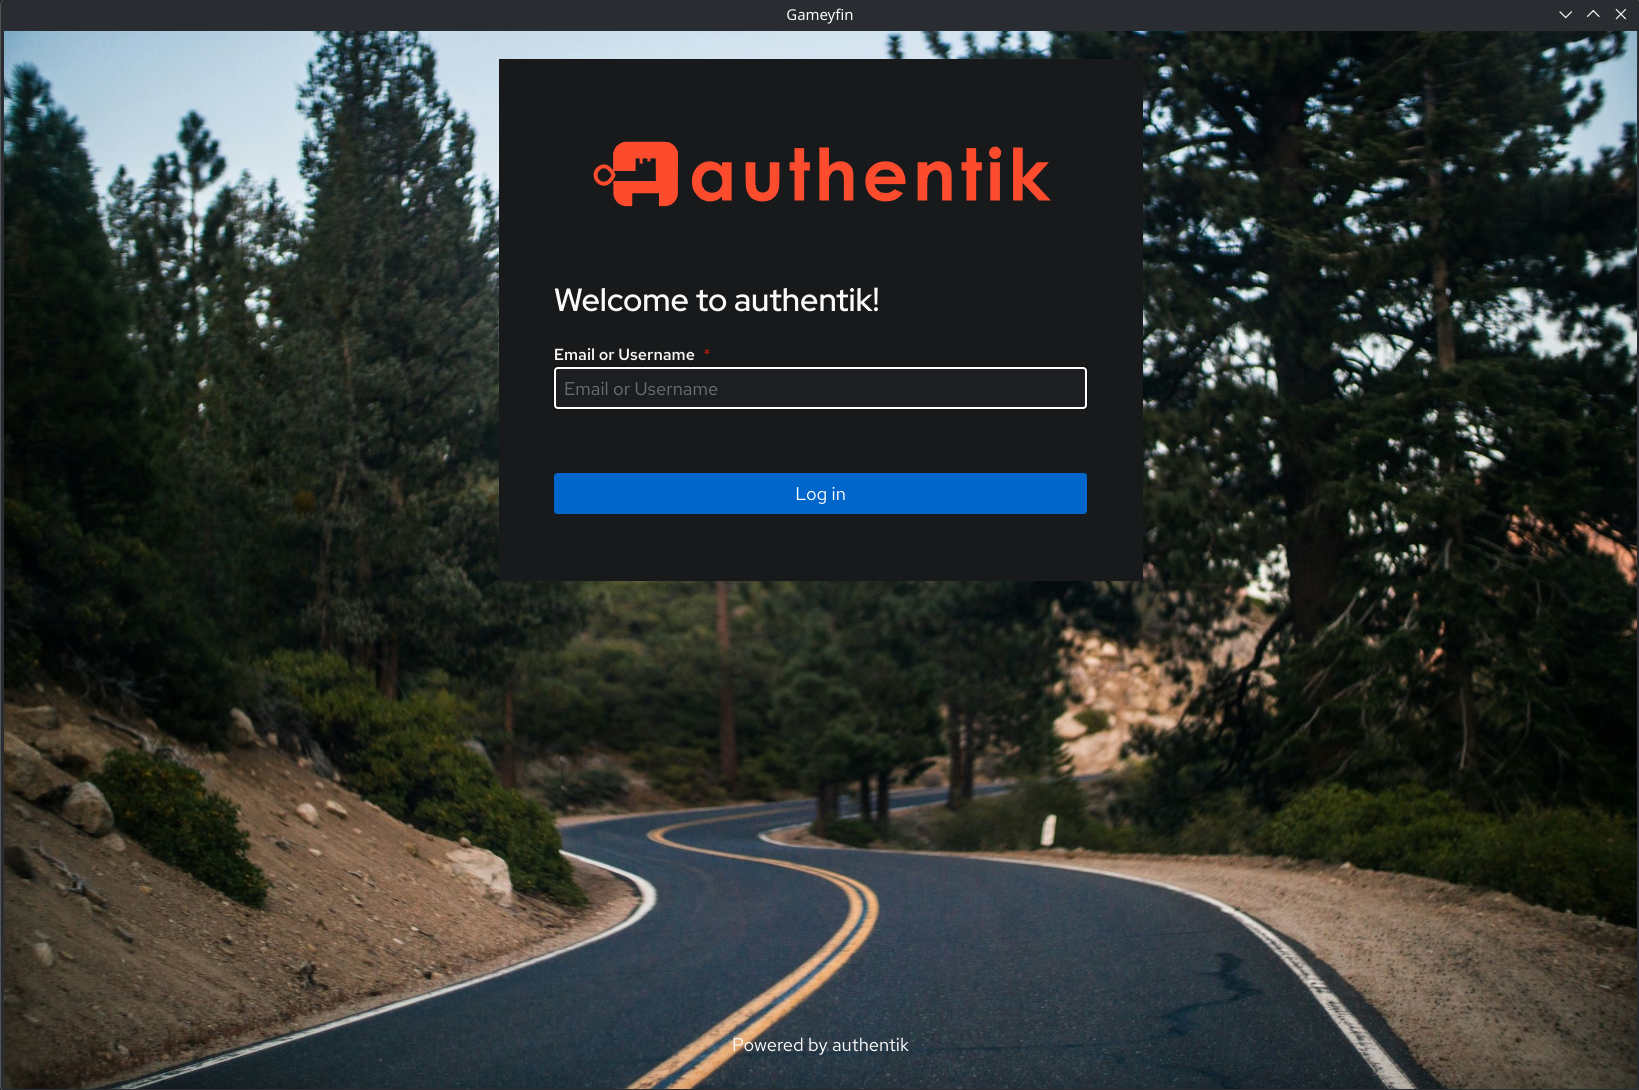 Gameyfin
authentik
Welcome to authentik!
Email or Username *
Email or Username
Log in
Powered by authentik